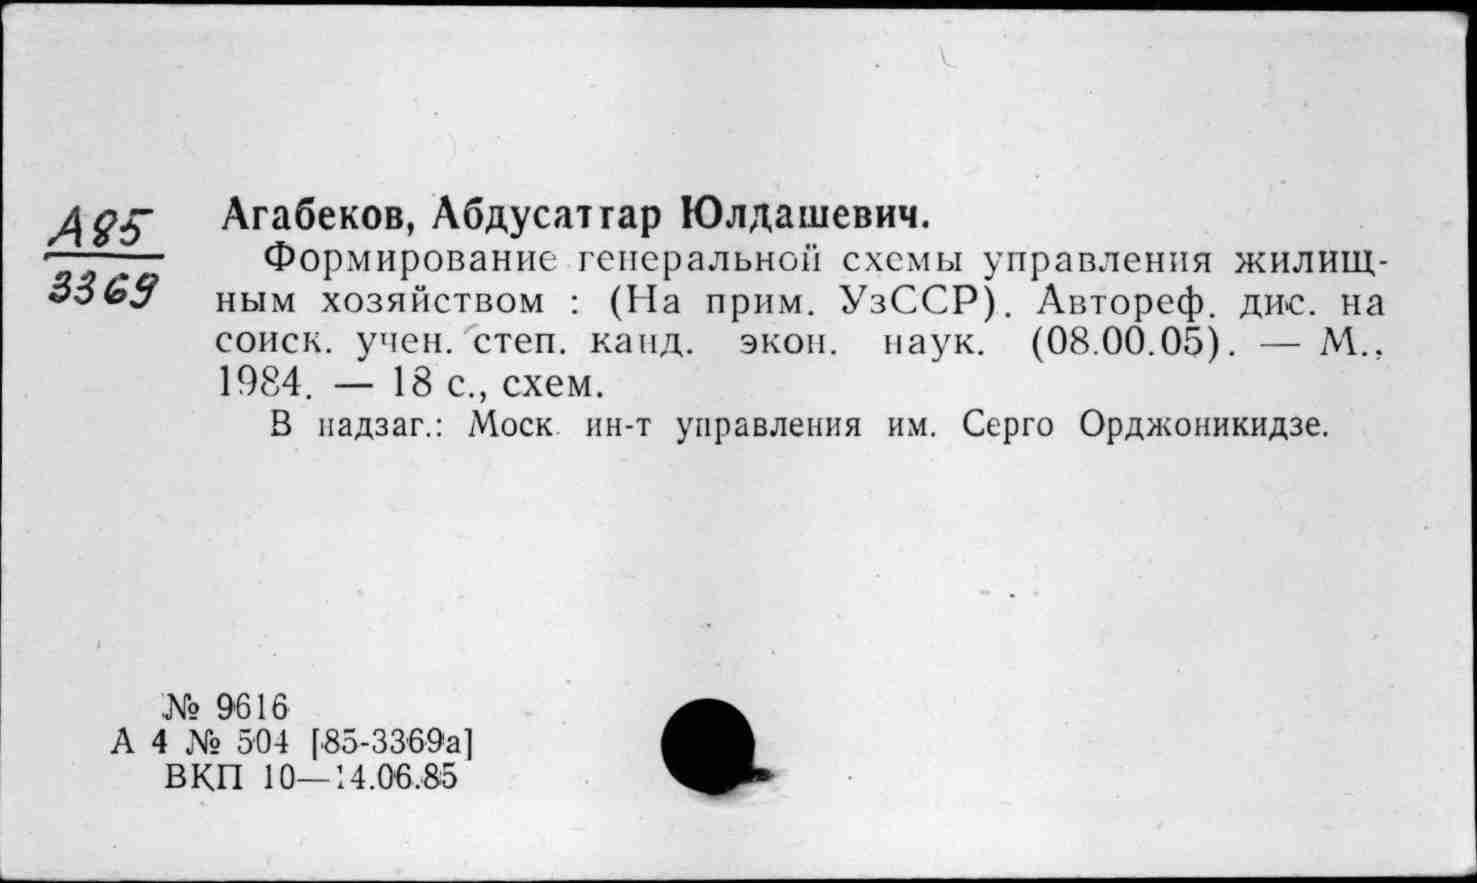 А85
3369
Агабеков, Абдусаттар Юлдашевич.
Формирование генеральной схемы управления жилищ-
ным хозяйством : (На прим. УзССР). Автореф. дис. на
соиск. учен. степ. канд. экон. наук. (08.00.05). — М.,
1984. — 18 с., схем.
В надзаг.: Моск. ин-т управления им. Серго Орджоникидзе.
№ 9616
А 4 № 504 [85-3369а]
ВКП 10—14.06.85